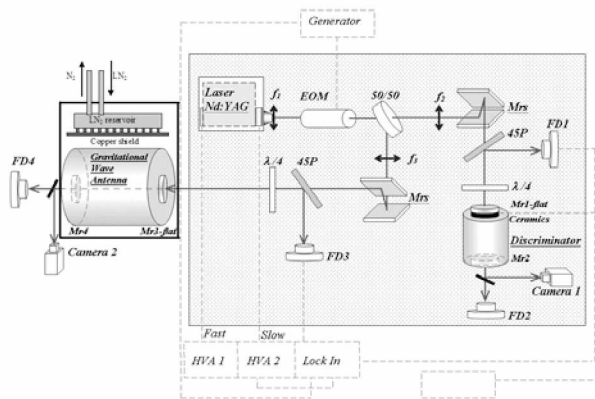 Generator
N₂
LN₂
LN₂ reservoir
Copper shield
Laser
Nd:YAG
f₁
EOM
50/50
f₂
Mrs
45P
FD1
λ/4
Mr1-flat
Ceramics
Discriminator
Mr2
Camera 1
FD2
f₃
Mrs
45P
λ/4
FD3
FD4
Gravitational
Wave
Antenna
Mr4
Mr3-flat
Camera 2
Fast
Slow
HVA 1
HVA 2
Lock In